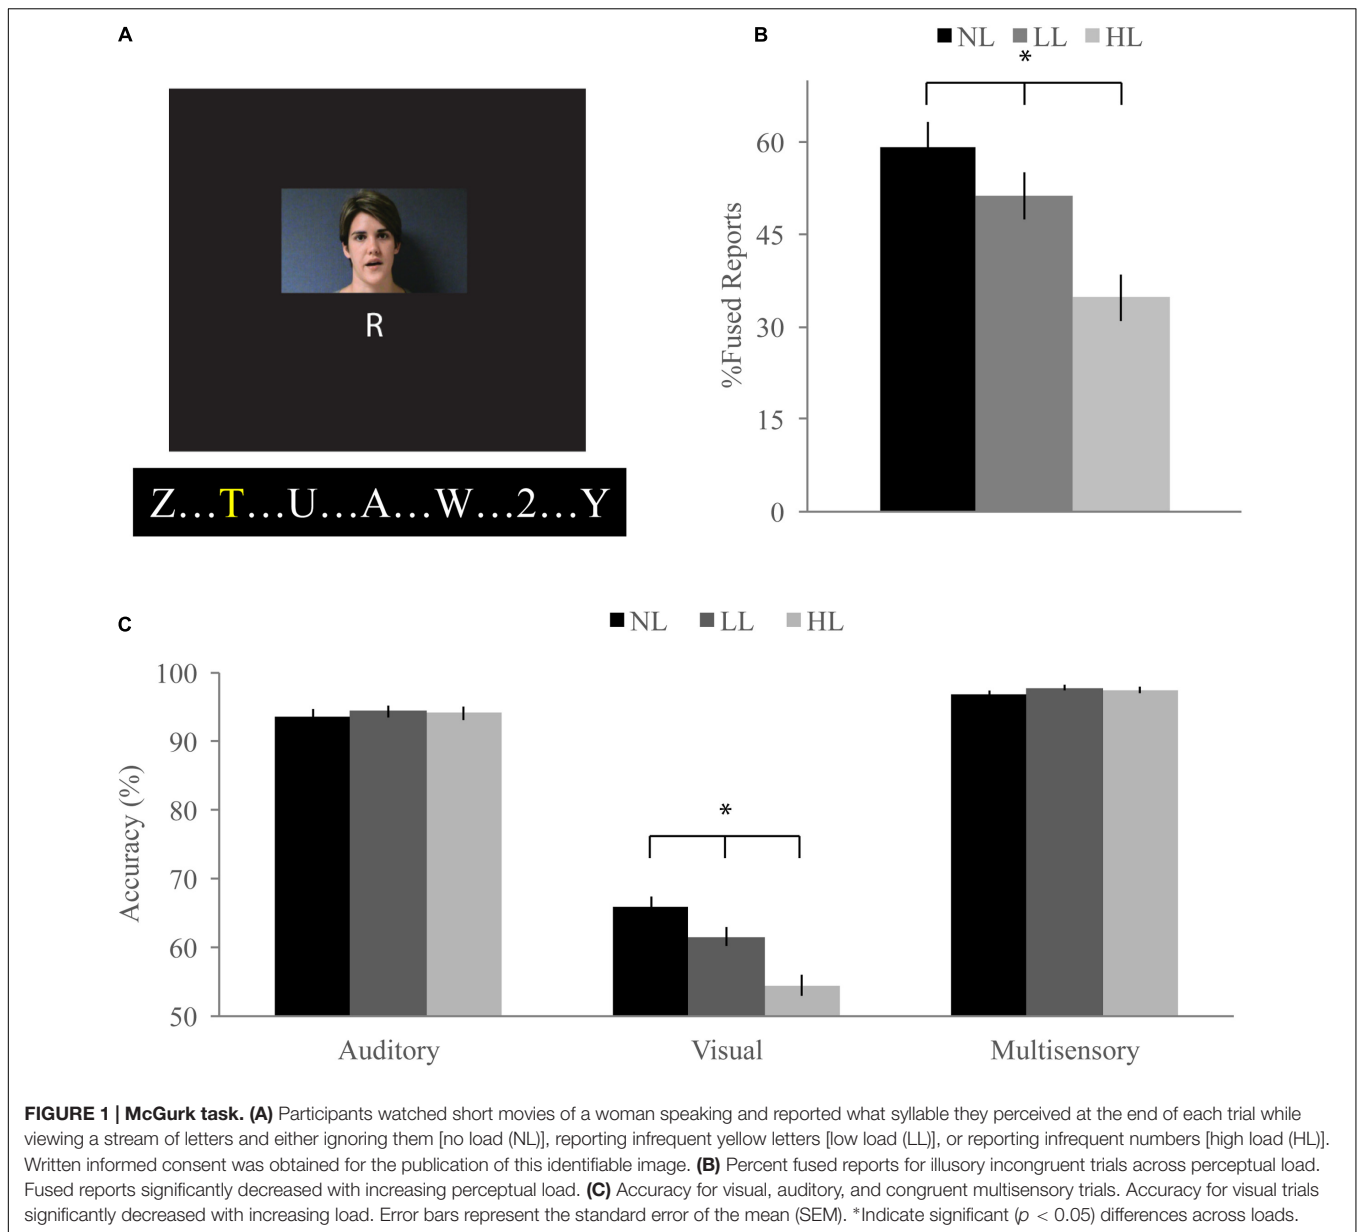 A
R
Z...T...U...A...W...2...Y
B
NL LL HL
*
%Fused Reports
60
45
30
15
0
C
NL LL HL
Accuracy (%)
100
90
80
70
60
50
*
Auditory Visual Multisensory
FIGURE 1 | McGurk task. (A) Participants watched short movies of a woman speaking and reported what syllable they perceived at the end of each trial while
viewing a stream of letters and either ignoring them [no load (NL)], reporting infrequent yellow letters [low load (LL)], or reporting infrequent numbers [high load (HL)].
Written informed consent was obtained for the publication of this identifiable image. (B) Percent fused reports for illusory incongruent trials across perceptual load.
Fused reports significantly decreased with increasing perceptual load. (C) Accuracy for visual, auditory, and congruent multisensory trials. Accuracy for visual trials
significantly decreased with increasing load. Error bars represent the standard error of the mean (SEM). *Indicate significant (p < 0.05) differences across loads.